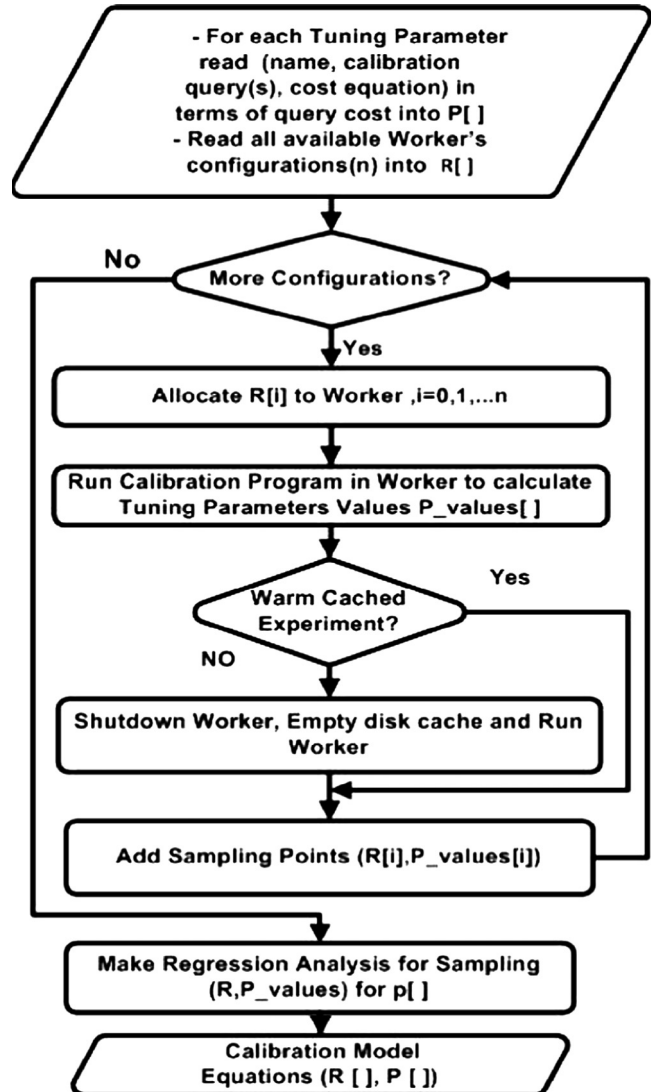 - For each Tuning Parameter
read (name, calibration
query(s), cost equation) in
terms of query cost into P[ ]
- Read all available Worker's
configurations(n) into R[ ]
No
More Configurations?
Yes
Allocate R[i] to Worker ,i=0,1,...n
Run Calibration Program in Worker to calculate
Tuning Parameters Values P_values[ ]
Yes
Warm Cached
Experiment?
NO
Shutdown Worker, Empty disk cache and Run
Worker
Add Sampling Points (R[i],P_values[i])
Make Regression Analysis for Sampling
(R,P_values) for p[ ]
Calibration Model
Equations (R [ ], P [ ])